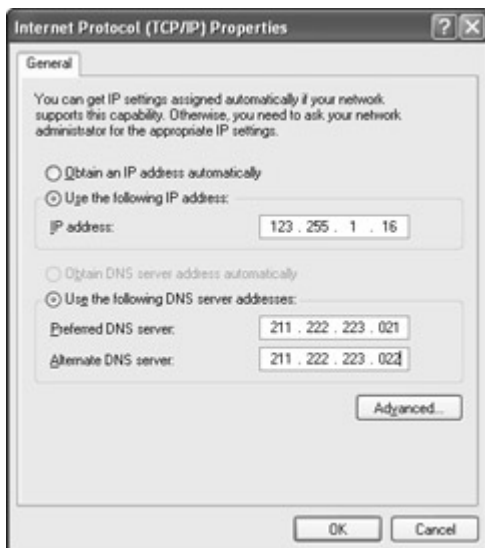 Internet Protocol (TCP/IP) Properties
General
You can get IP settings assigned automatically if your network
supports this capability. Otherwise, you need to ask your network
administrator for the appropriate IP settings.
Obtain an IP address automatically
Use the following IP address:
IP address: 123 . 255 . 1 . 16
Obtain DNS server address automatically
Use the following DNS server addresses:
Preferred DNS server: 211 . 222 . 223 . 021
Alternate DNS server: 211 . 222 . 223 . 022
Advanced...
OK Cancel